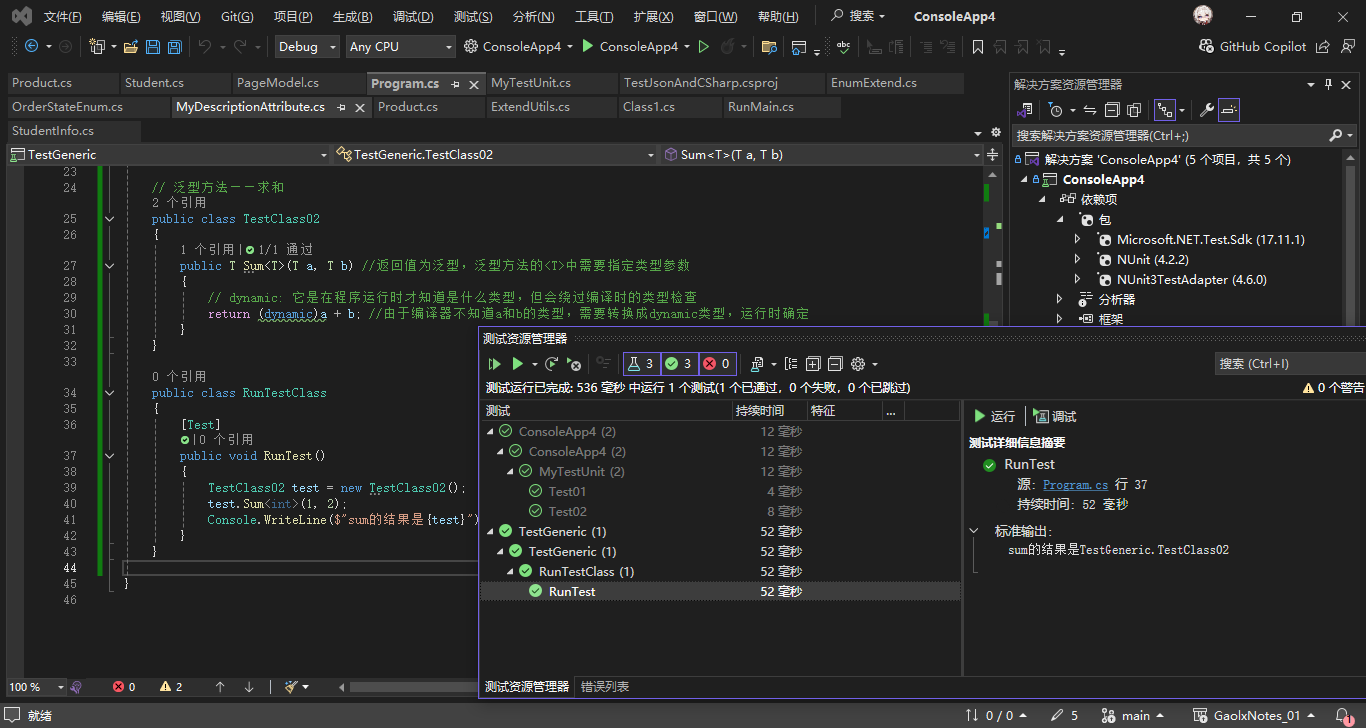 文件(F) 编辑(E) 视图(V) Git(G) 项目(P) 生成(B) 调试(D) 测试(S) 分析(N) 工具(T) 扩展(X) 窗口(W) 帮助(H) 搜索 ConsoleApp4
Debug Any CPU ConsoleApp4 ConsoleApp4 abc GitHub Copilot
Product.cs Student.cs PageModel.cs Program.cs MyTestUnit.cs TestJsonAndCSharp.csproj EnumExtend.cs
OrderStateEnum.cs MyDescriptionAttribute.cs Product.cs ExtendUtils.cs Class1.cs RunMain.cs
StudentInfo.cs
TestGeneric TestGeneric.TestClass02 Sum<T>(T a, T b)
23
24 // 泛型方法——求和
2 个引用
25 public class TestClass02
26 {
1 个引用 | 1/1 通过
27 public T Sum<T>(T a, T b) //返回值为泛型，泛型方法的<T>中需要指定类型参数
28 {
29 // dynamic: 它是在程序运行时才知道是什么类型，但会绕过编译时的类型检查
30 return (dynamic)a + b; //由于编译器不知道a和b的类型，需要转换成dynamic类型，运行时确定
31 }
32 }
33
0 个引用
34 public class RunTestClass
35 {
36 [Test]
| 0 个引用
37 public void RunTest()
38 {
39 TestClass02 test = new TestClass02();
40 test.Sum<int>(1, 2);
41 Console.WriteLine($"sum的结果是{test}")
42 }
43 }
44
45 }
46
100 % 0 2
解决方案资源管理器
搜索解决方案资源管理器(Ctrl+;)
解决方案 'ConsoleApp4' (5 个项目，共 5 个)
ConsoleApp4
依赖项
包
Microsoft.NET.Test.Sdk (17.11.1)
NUnit (4.2.2)
NUnit3TestAdapter (4.6.0)
分析器
框架
测试资源管理器
3 3 0 搜索 (Ctrl+I)
测试运行已完成: 536 毫秒 中运行 1 个测试(1 个已通过，0 个失败，0 个已跳过) 0 个警告
测试 持续时间 特征 ...
ConsoleApp4 (2) 12 毫秒
ConsoleApp4 (2) 12 毫秒
MyTestUnit (2) 12 毫秒
Test01 4 毫秒
Test02 8 毫秒
TestGeneric (1) 52 毫秒
TestGeneric (1) 52 毫秒
RunTestClass (1) 52 毫秒
RunTest 52 毫秒
运行 调试
测试详细信息摘要
RunTest
源: Program.cs 行 37
持续时间: 52 毫秒
标准输出:
sum的结果是TestGeneric.TestClass02
测试资源管理器 错误列表
就绪 0 / 0 5 main GaolxNotes_01 1